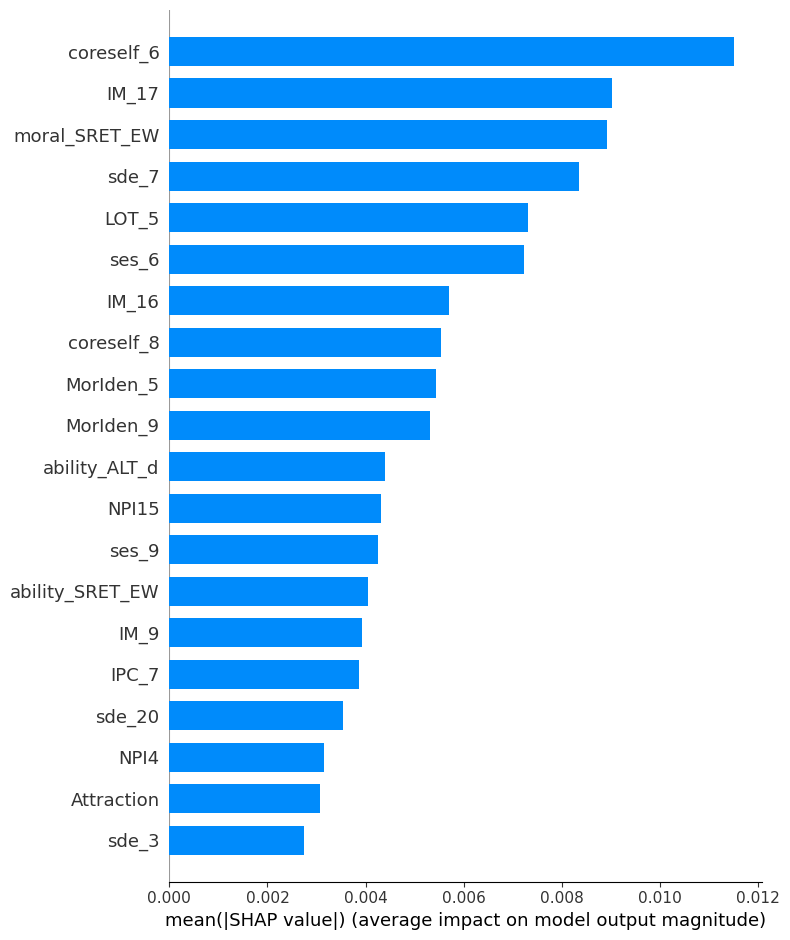 coreself_6
IM_17
moral_SRET_EW
sde_7
LOT_5
ses_6
IM_16
coreself_8
MorIden_5
MorIden_9
ability_ALT_d
NPI15
ses_9
ability_SRET_EW
IM_9
IPC_7
sde_20
NPI4
Attraction
sde_3
0.000 0.002 0.004 0.006 0.008 0.010 0.012
mean(|SHAP value|) (average impact on model output magnitude)